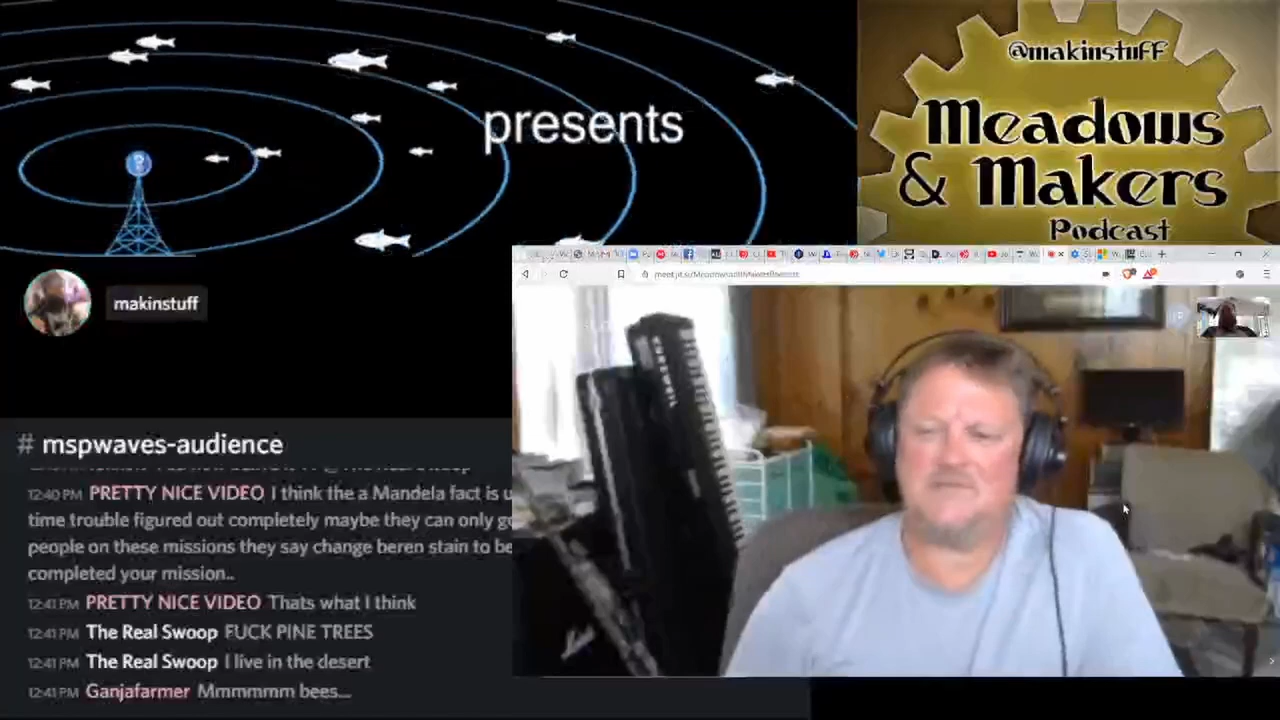 presents
@makinstuff
Meadows
& Makers
Podcast
makinstuff
# mspwaves-audience
12:40 PM PRETTY NICE VIDEO I think the a Mandela fact is u
time trouble figured out completely maybe they can only go
people on these missions they say change beren stain to be
completed your mission..
12:41 PM PRETTY NICE VIDEO Thats what I think
12:41 PM The Real Swoop FUCK PINE TREES
12:41 PM The Real Swoop I live in the desert
12:41 PM Ganjafarmer Mmmmmm bees...
KURZWEIL